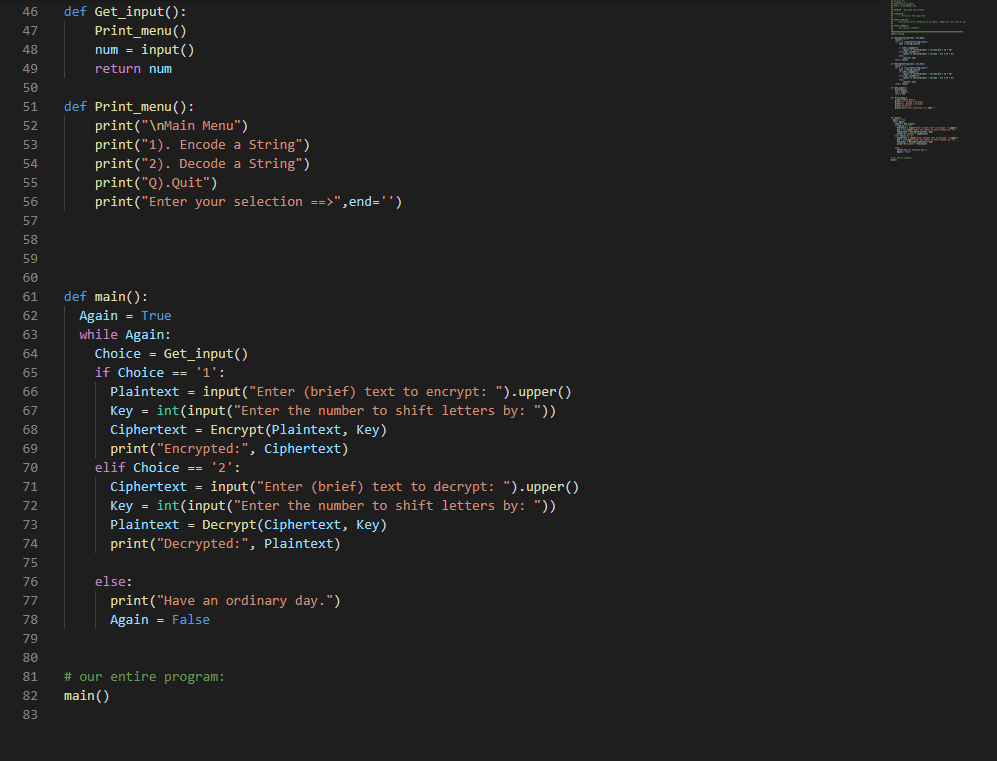 46 def Get_input():
47     Print_menu()
48     num = input()
49     return num
50
51 def Print_menu():
52     print("\nMain Menu")
53     print("1). Encode a String")
54     print("2). Decode a String")
55     print("Q).Quit")
56     print("Enter your selection ==>",end='')
57
58
59
60
61 def main():
62   Again = True
63   while Again:
64     Choice = Get_input()
65     if Choice == '1':
66       Plaintext = input("Enter (brief) text to encrypt: ").upper()
67       Key = int(input("Enter the number to shift letters by: "))
68       Ciphertext = Encrypt(Plaintext, Key)
69       print("Encrypted:", Ciphertext)
70     elif Choice == '2':
71       Ciphertext = input("Enter (brief) text to decrypt: ").upper()
72       Key = int(input("Enter the number to shift letters by: "))
73       Plaintext = Decrypt(Ciphertext, Key)
74       print("Decrypted:", Plaintext)
75
76     else:
77       print("Have an ordinary day.")
78       Again = False
79
80
81 # our entire program:
82 main()
83